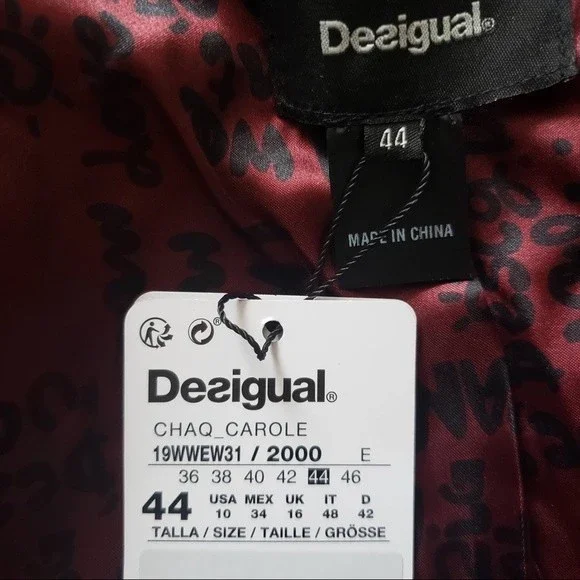 Desigual®
44
MADE IN CHINA
Desigual®
CHAQ_CAROLE
19WWEW31 / 2000 E
36 38 40 42 44 46
44 USA MEX UK IT D
10 34 16 48 42
TALLA / SIZE / TAILLE / GRÖSSE